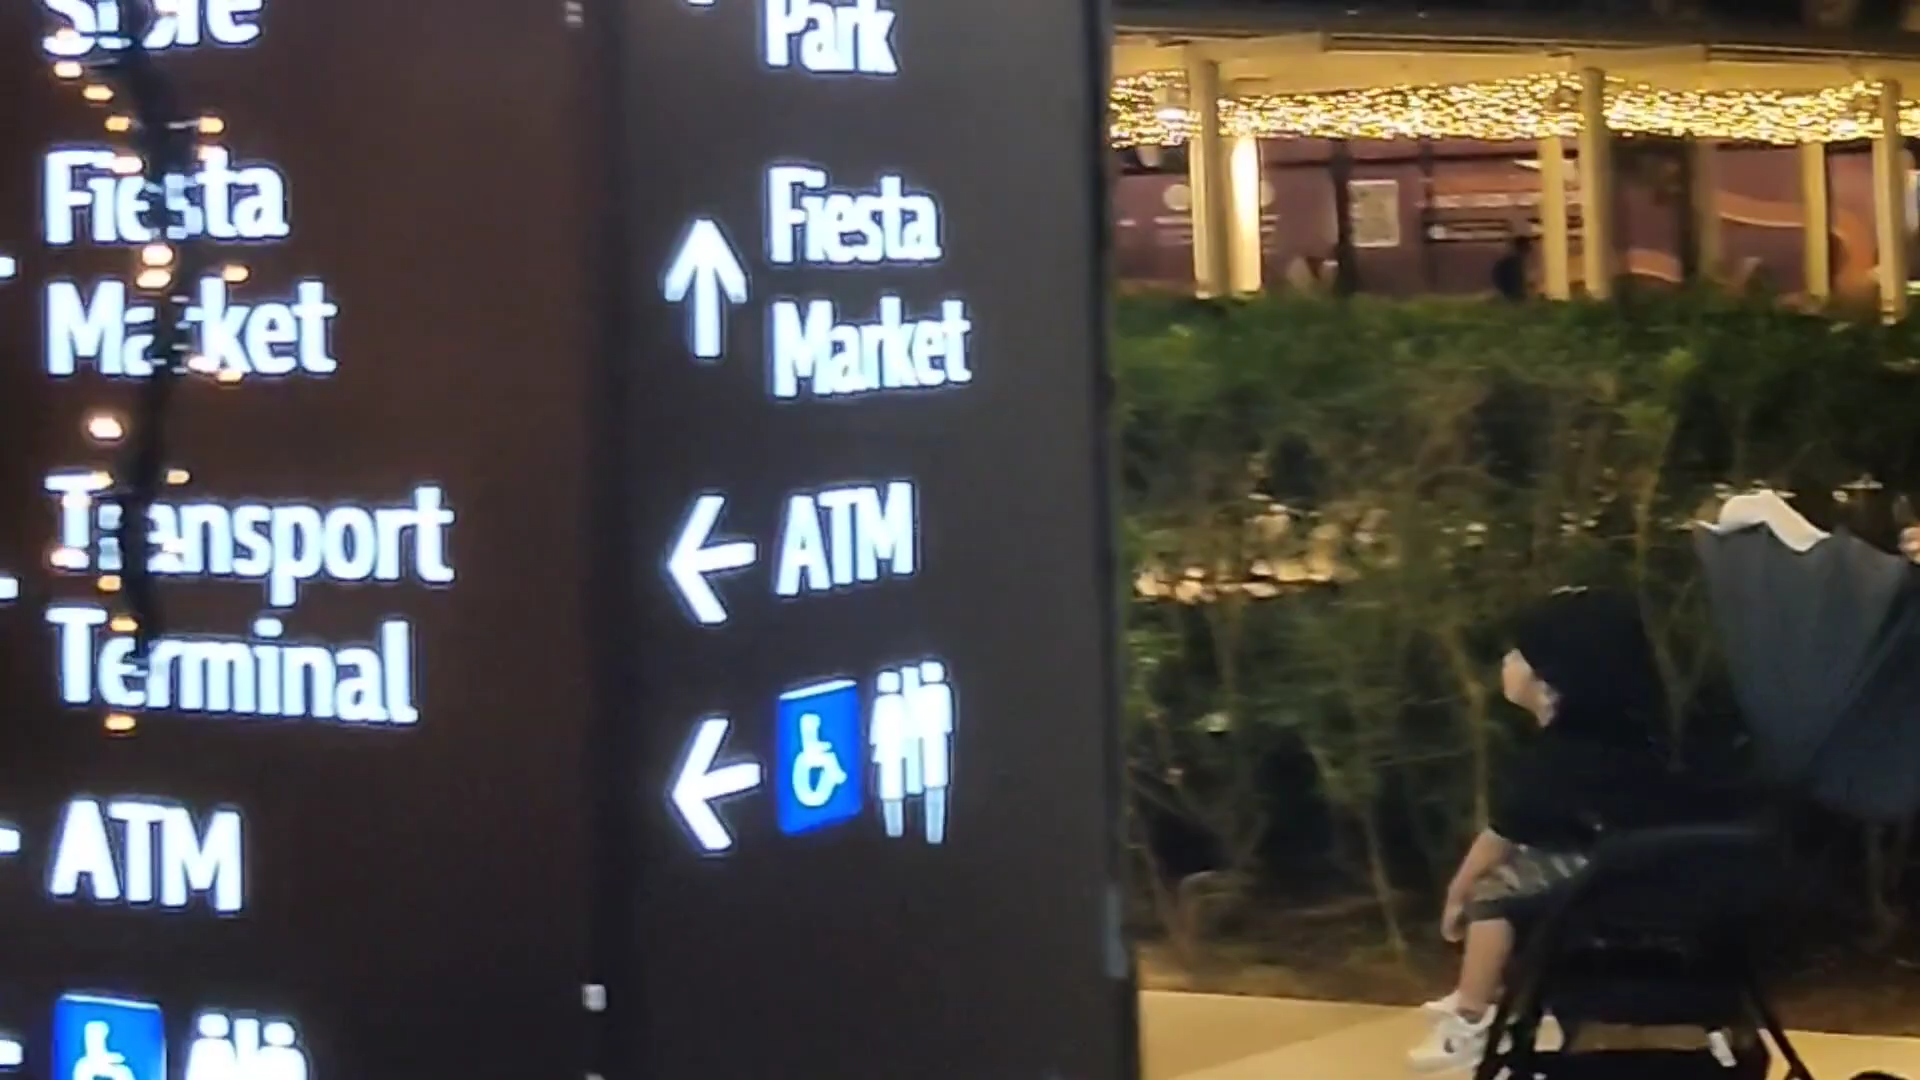 Fiesta
Market
Transport
Terminal
ATM
Park
Fiesta
Market
ATM